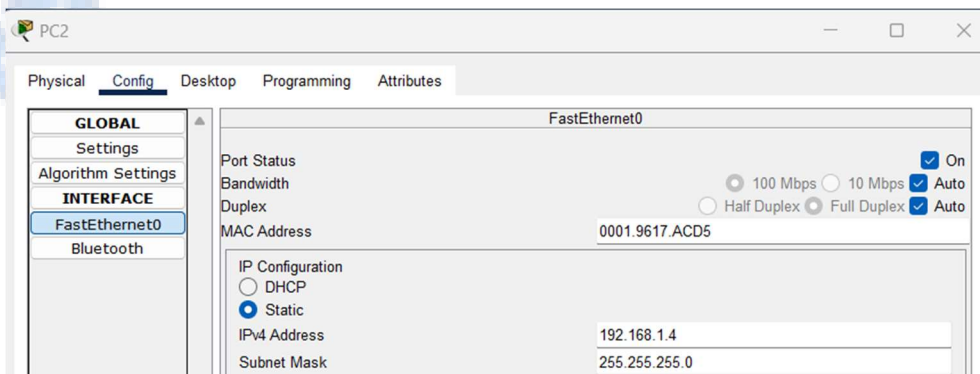 PC2
Physical Config Desktop Programming Attributes
GLOBAL
Settings
Algorithm Settings
INTERFACE
FastEthernet0
Bluetooth
FastEthernet0
Port Status On
Bandwidth 100 Mbps 10 Mbps Auto
Duplex Half Duplex Full Duplex Auto
MAC Address 0001.9617.ACD5
IP Configuration
DHCP
Static
IPv4 Address 192.168.1.4
Subnet Mask 255.255.255.0